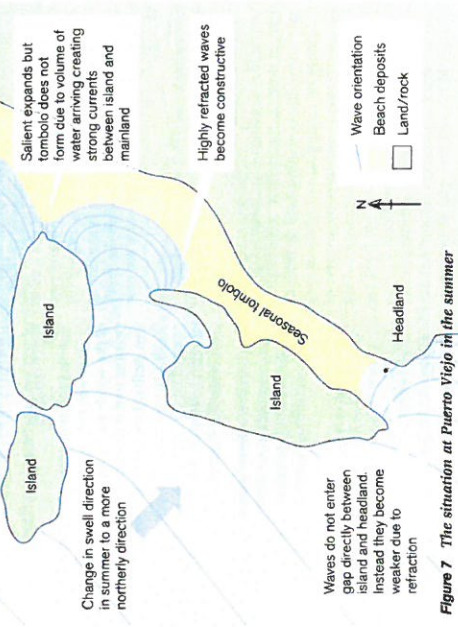 Salient expands but
tombolo does not
form due to volume of
water arriving creating
strong currents
between island and
mainland
Highly refracted waves
become constructive
Island
Island
Change in swell direction
in summer to a more
northerly direction
Seasonal tombolo
Island
Headland
Waves do not enter
gap directly between
island and headland.
Instead they become
weaker due to
refraction
N
Wave orientation
Beach deposits
Land/rock
Figure 7 The situation at Puerto Viejo in the summer